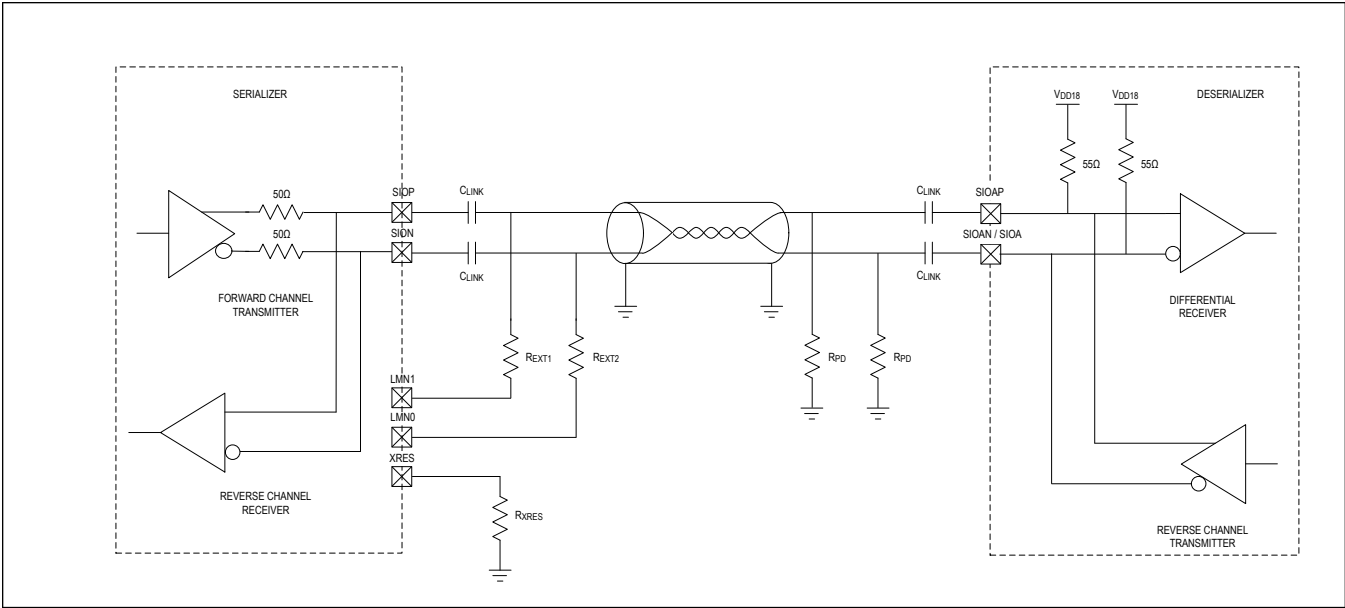 SERIALIZER
DESERIALIZER
VDD18
VDD18
55Ω
55Ω
50Ω
50Ω
SIOP
SION
CLINK
CLINK
CLINK
CLINK
SIOAP
SIOAN / SIOA
FORWARD CHANNEL
TRANSMITTER
DIFFERENTIAL
RECEIVER
REXT1
REXT2
RPD
RPD
LMN1
LMN0
XRES
RXRES
REVERSE CHANNEL
RECEIVER
REVERSE CHANNEL
TRANSMITTER